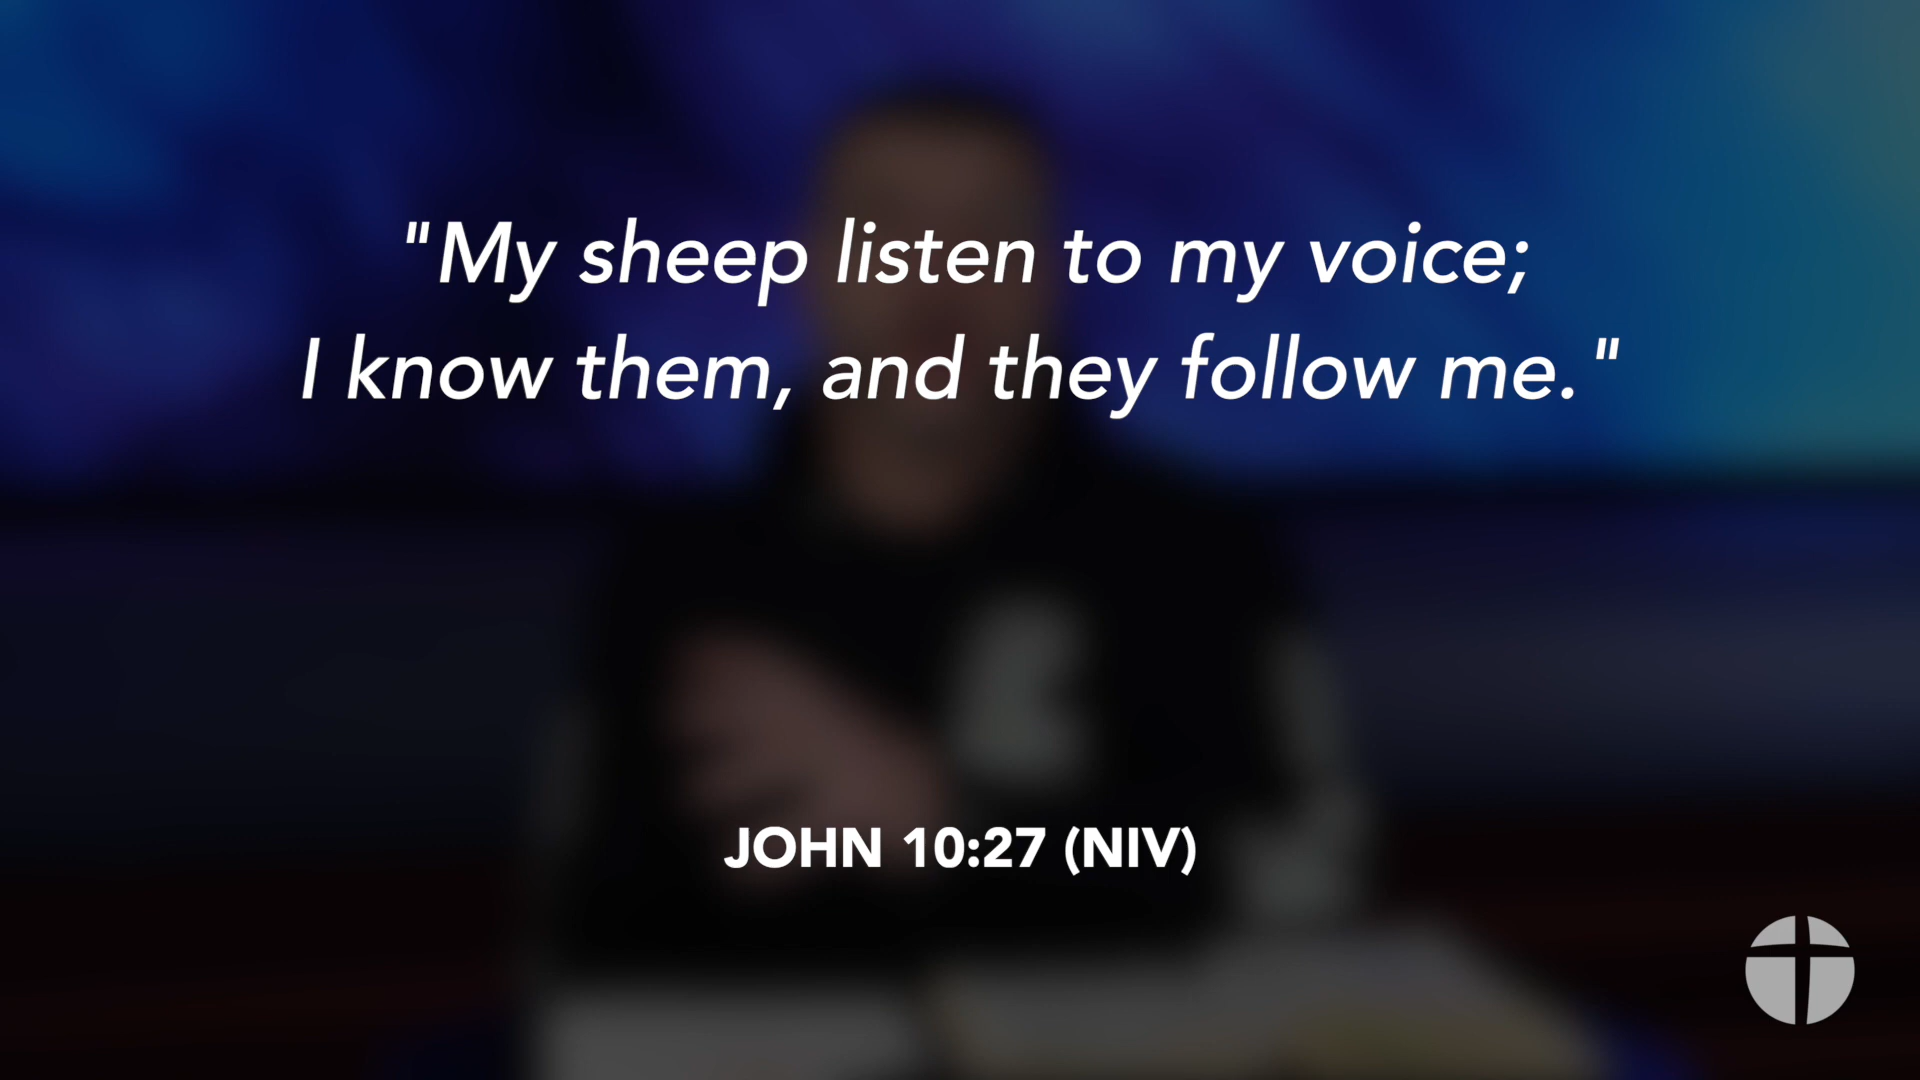 "My sheep listen to my voice;
I know them, and they follow me."
JOHN 10:27 (NIV)